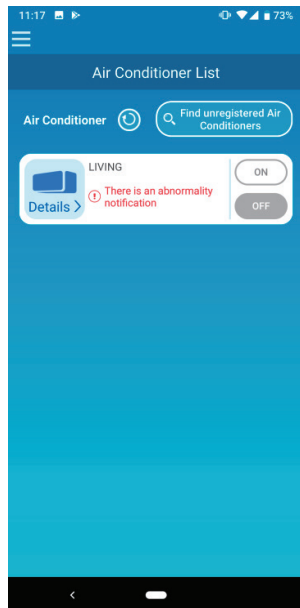 11:17
73%
Air Conditioner List
Air Conditioner
Find unregistered Air
Conditioners
LIVING
There is an abnormality
notification
Details >
ON
OFF